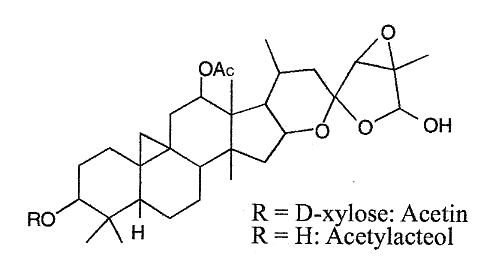 O
OAc
O
O
OH
RO
H
R = D-xylose: Acetin
R = H: Acetylacteol